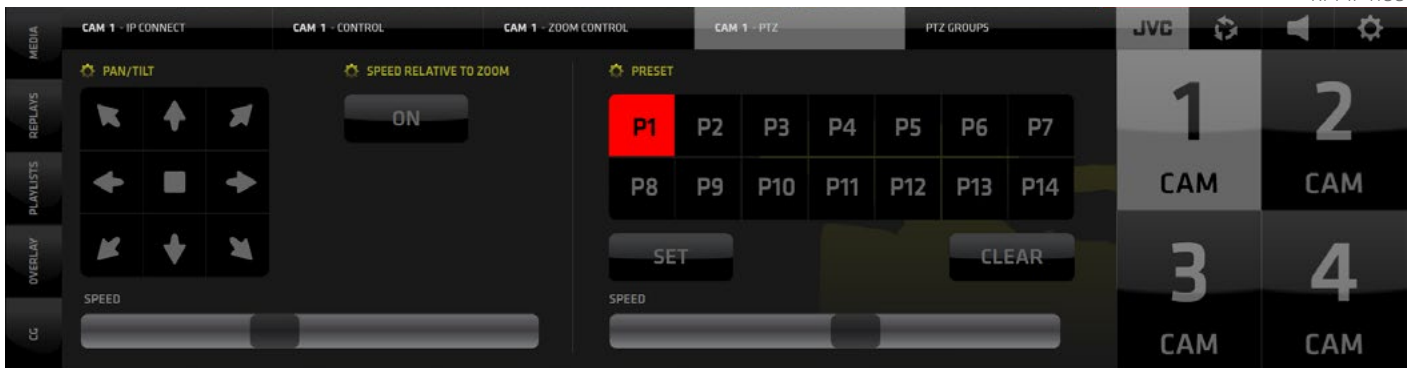 MEDIA
REPLAYS
PLAYLISTS
OVERLAY
CG
CAM 1 - IP CONNECT
CAM 1 - CONTROL
CAM 1 - ZOOM CONTROL
CAM 1 - PTZ
PTZ GROUPS
JVC
PAN/TILT
SPEED RELATIVE TO ZOOM
PRESET
ON
P1 P2 P3 P4 P5 P6 P7
P8 P9 P10 P11 P12 P13 P14
SET
CLEAR
SPEED
SPEED
1
CAM
2
CAM
3
CAM
4
CAM